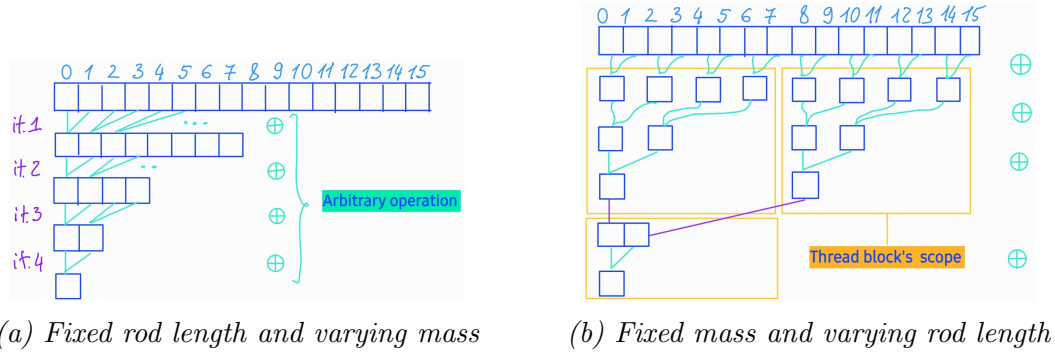 0 1 2 3 4 5 6 7 8 9 10 11 12 13 14 15
it.1
...
⊕
it.2
..
⊕
Arbitrary operation
it.3
⊕
it.4
⊕
(a) Fixed rod length and varying mass
0 1 2 3 4 5 6 7 8 9 10 11 12 13 14 15
⊕
⊕
⊕
Thread block's scope
⊕
(b) Fixed mass and varying rod length